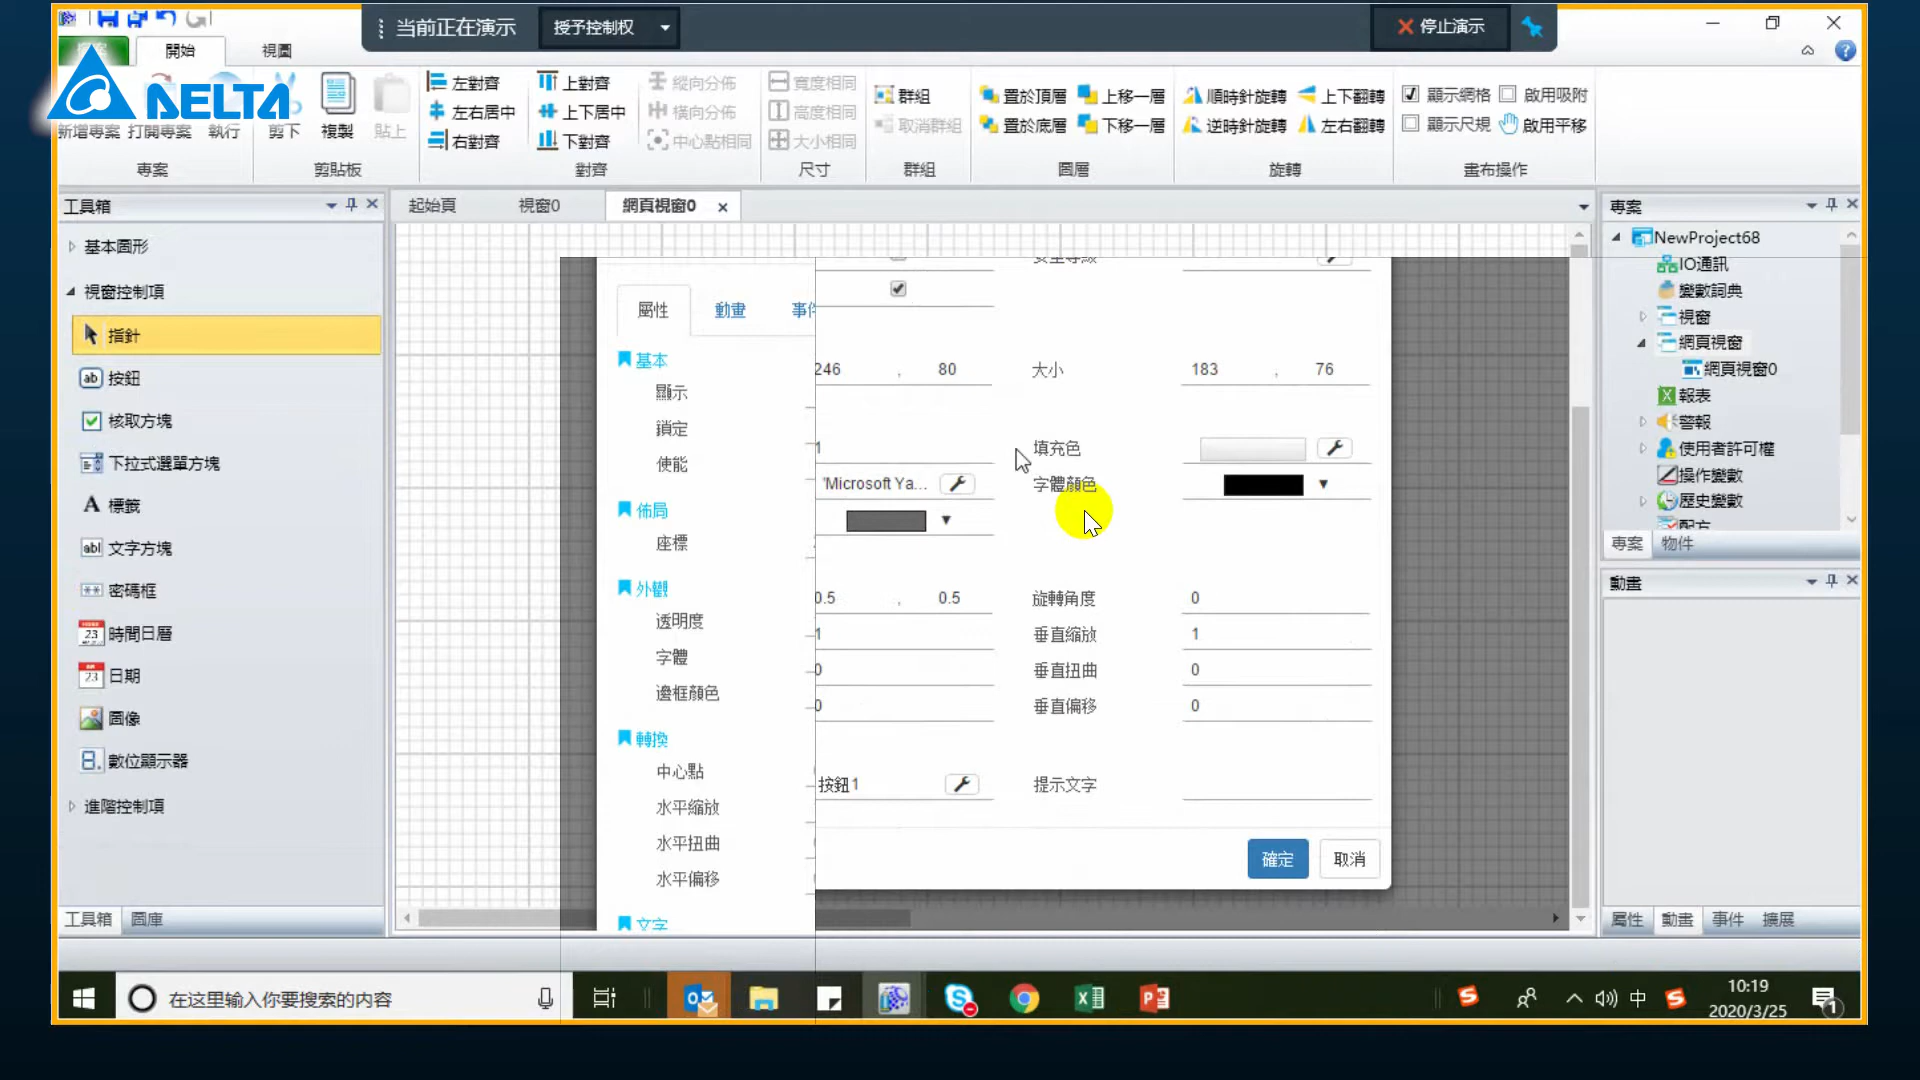 当前正在演示
授予控制权
停止演示
開始
視圖
DELTA
新增專案
打開專案
執行
剪下
複製
貼上
左對齊
左右居中
右對齊
上對齊
上下居中
下對齊
縱向分佈
橫向分佈
中心點相同
寬度相同
高度相同
大小相同
群組
取消群組
置於頂層
置於底層
上移一層
下移一層
順時針旋轉
逆時針旋轉
上下翻轉
左右翻轉
顯示網格
啟用吸附
顯示尺規
啟用平移
專案
剪貼板
對齊
尺寸
群組
圖層
旋轉
畫布操作
工具箱
基本圖形
視窗控制項
指針
按鈕
核取方塊
下拉式選單方塊
標籤
文字方塊
密碼框
時間日曆
日期
圖像
數位顯示器
進階控制項
工具箱
圖庫
起始頁
視窗0
網頁視窗0
屬性
動畫
基本
顯示
鎖定
使能
佈局
座標
外觀
透明度
字體
邊框顏色
轉換
中心點
水平縮放
水平扭曲
水平偏移
文字
246 , 80
大小
183 , 76
1
填充色
'Microsoft Ya...
字體顏色
0.5 , 0.5
旋轉角度
0
1
垂直縮放
1
0
垂直扭曲
0
0
垂直偏移
0
按鈕1
提示文字
確定
取消
專案
NewProject68
IO通訊
變數詞典
視窗
網頁視窗
網頁視窗0
報表
警報
使用者許可權
操作變數
歷史變數
配方
專案
物件
動畫
屬性
動畫
事件
擴展
在这里输入你要搜索的内容
中
10:19
2020/3/25
1